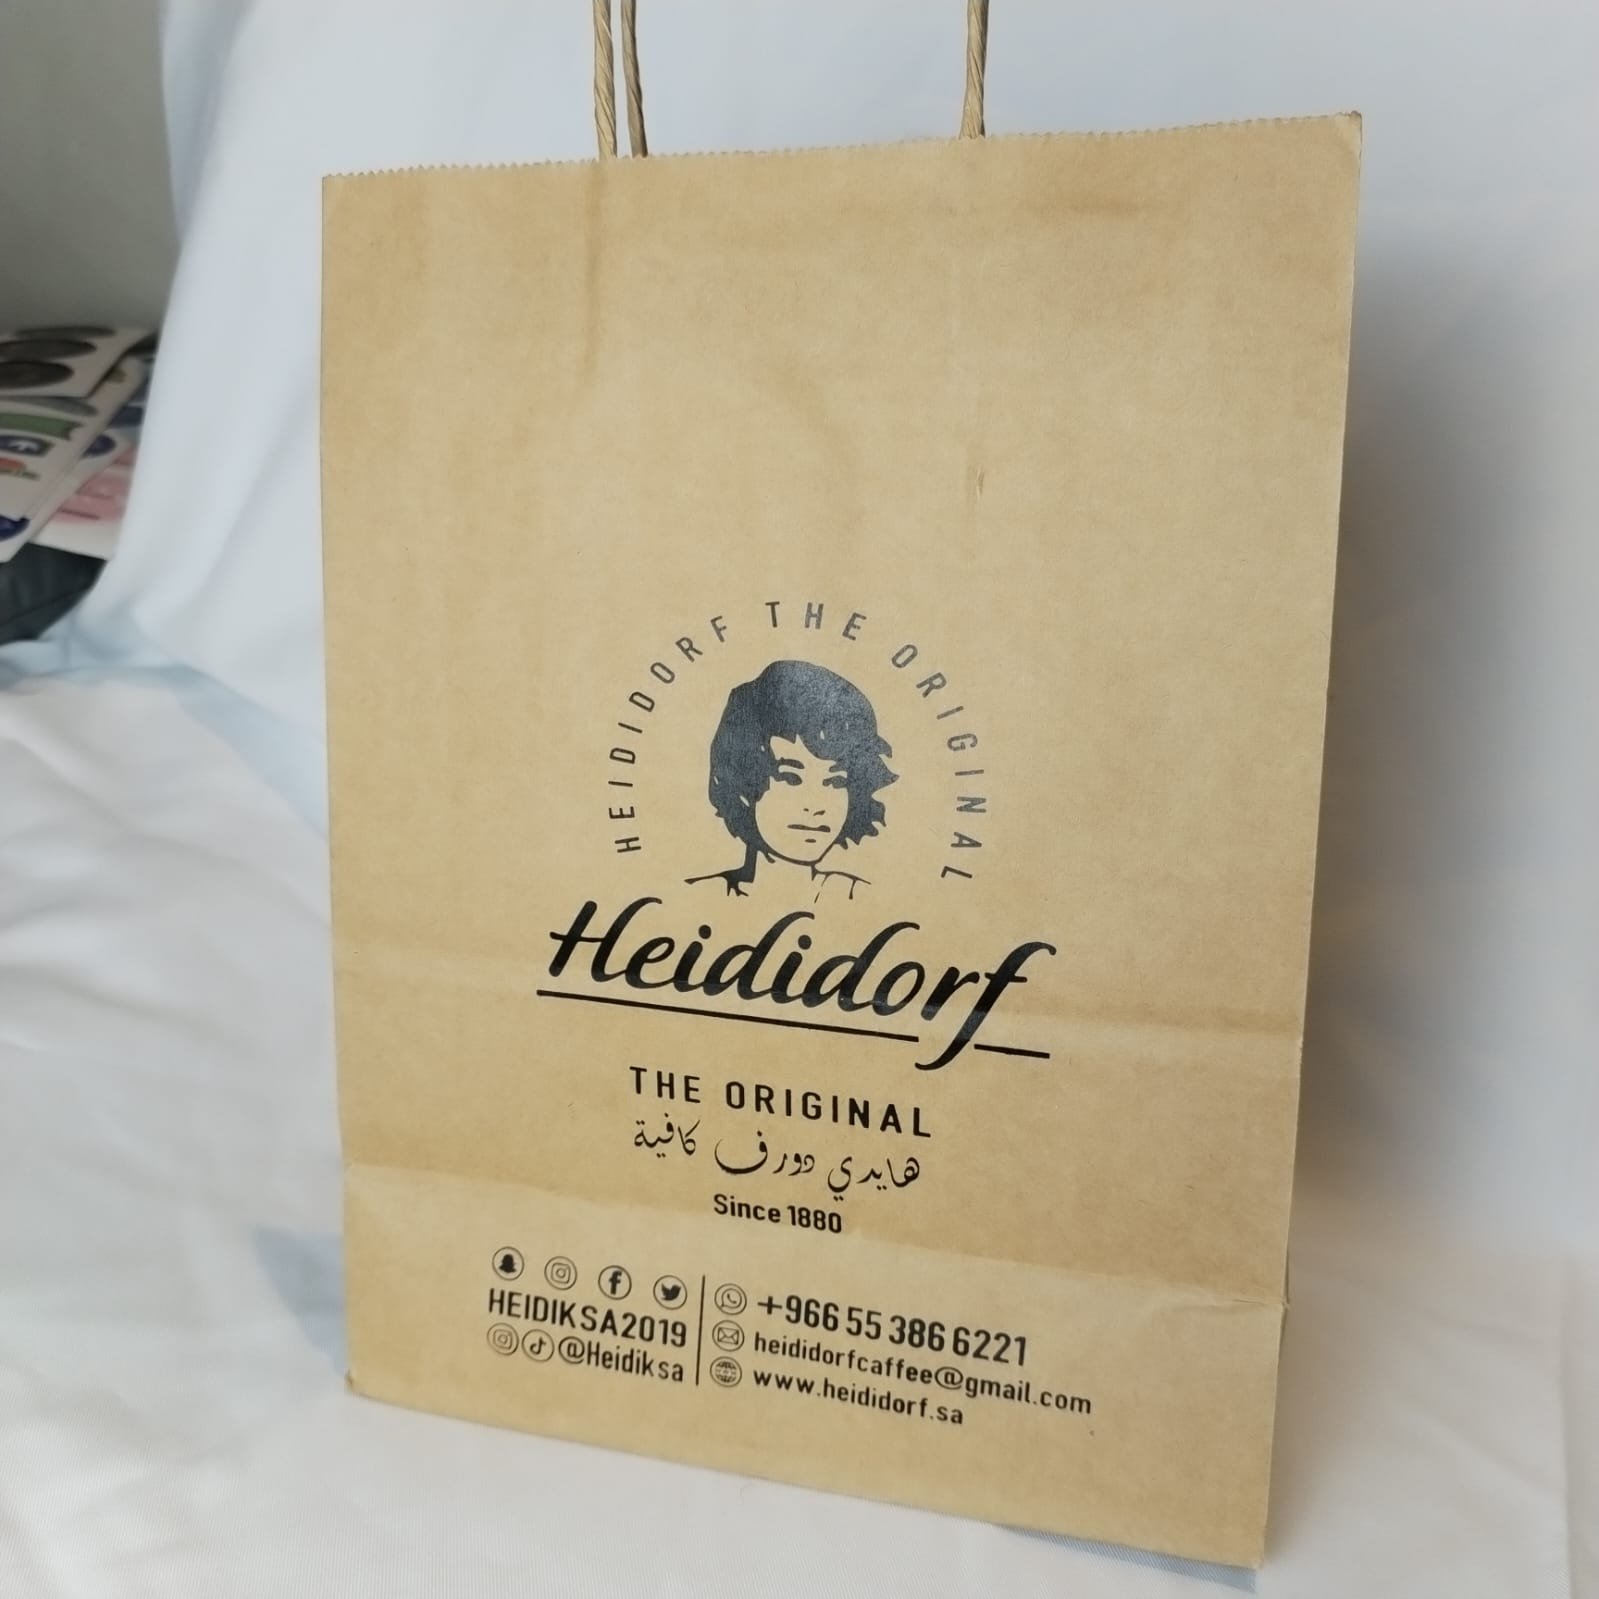 HEIDIDORF THE ORIGINAL
Heididorf
THE ORIGINAL
هايدي دورف كافية
Since 1880
HEIDIKSA2019
@Heidiksa
+966 55 386 6221
heididorfcaffee@gmail.com
www.heididorf.sa